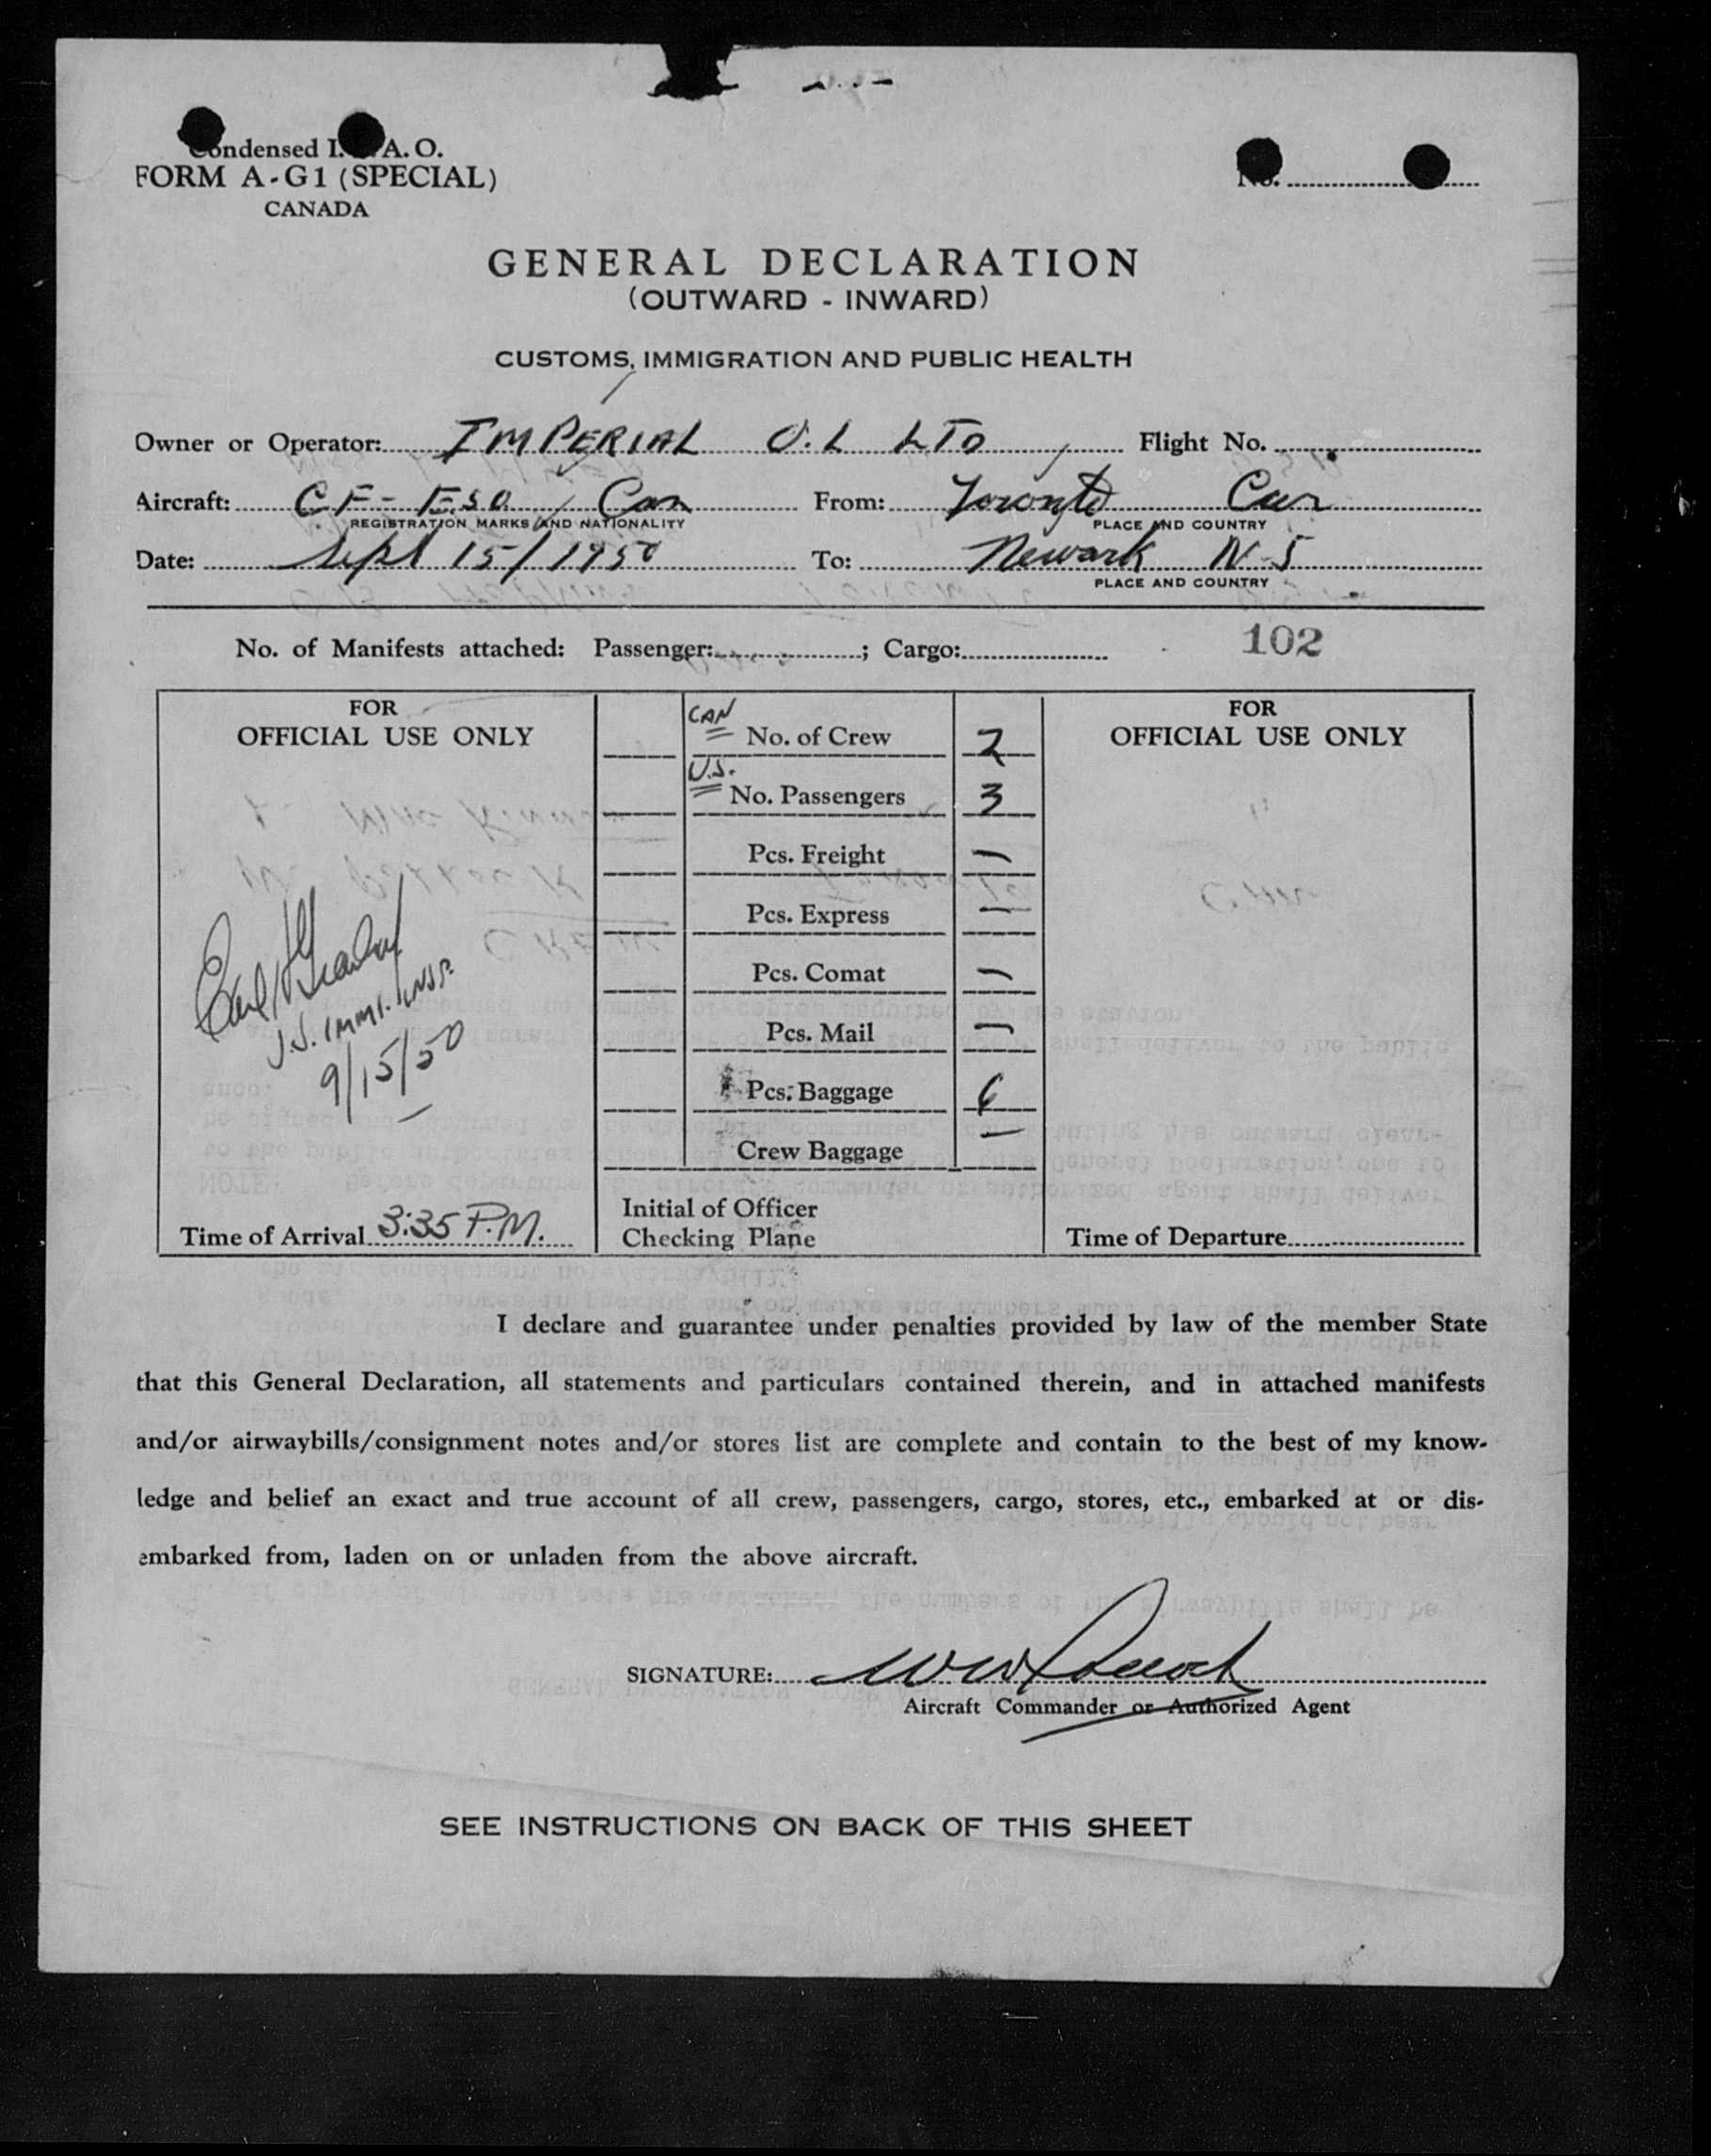 Condensed I. A. O.
FORM A-G1 (SPECIAL)
CANADA
No.
GENERAL DECLARATION
(OUTWARD - INWARD)
CUSTOMS, IMMIGRATION AND PUBLIC HEALTH
Owner or Operator: IMPERIAL OIL LTD Flight No.
Aircraft: CF-ESO / Can From: Toronto Can
REGISTRATION MARKS AND NATIONALITY PLACE AND COUNTRY
Date: Sept 15/1950 To: Newark N-J
PLACE AND COUNTRY
No. of Manifests attached: Passenger: ; Cargo: 102
FOR
OFFICIAL USE ONLY
U.S. IMMI. INSP.
9/15/50
Time of Arrival 3:35 P.M.
CAN
No. of Crew 2
U.S.
No. Passengers 3
Pcs. Freight —
Pcs. Express —
Pcs. Comat —
Pcs. Mail —
Pcs. Baggage 6
Crew Baggage —
Initial of Officer
Checking Plane
FOR
OFFICIAL USE ONLY
Time of Departure
I declare and guarantee under penalties provided by law of the member State
that this General Declaration, all statements and particulars contained therein, and in attached manifests
and/or airwaybills/consignment notes and/or stores list are complete and contain to the best of my know-
ledge and belief an exact and true account of all crew, passengers, cargo, stores, etc., embarked at or dis-
embarked from, laden on or unladen from the above aircraft.
SIGNATURE:
Aircraft Commander or Authorized Agent
SEE INSTRUCTIONS ON BACK OF THIS SHEET